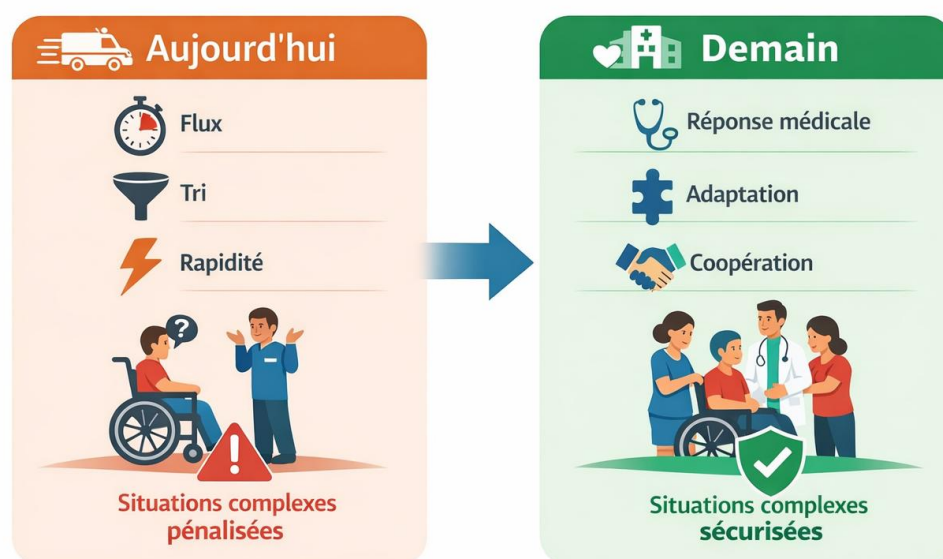 Aujourd'hui
Flux
Tri
Rapidité
?
!
Situations complexes
pénalisées
Demain
Réponse médicale
Adaptation
Coopération
Situations complexes
sécurisées